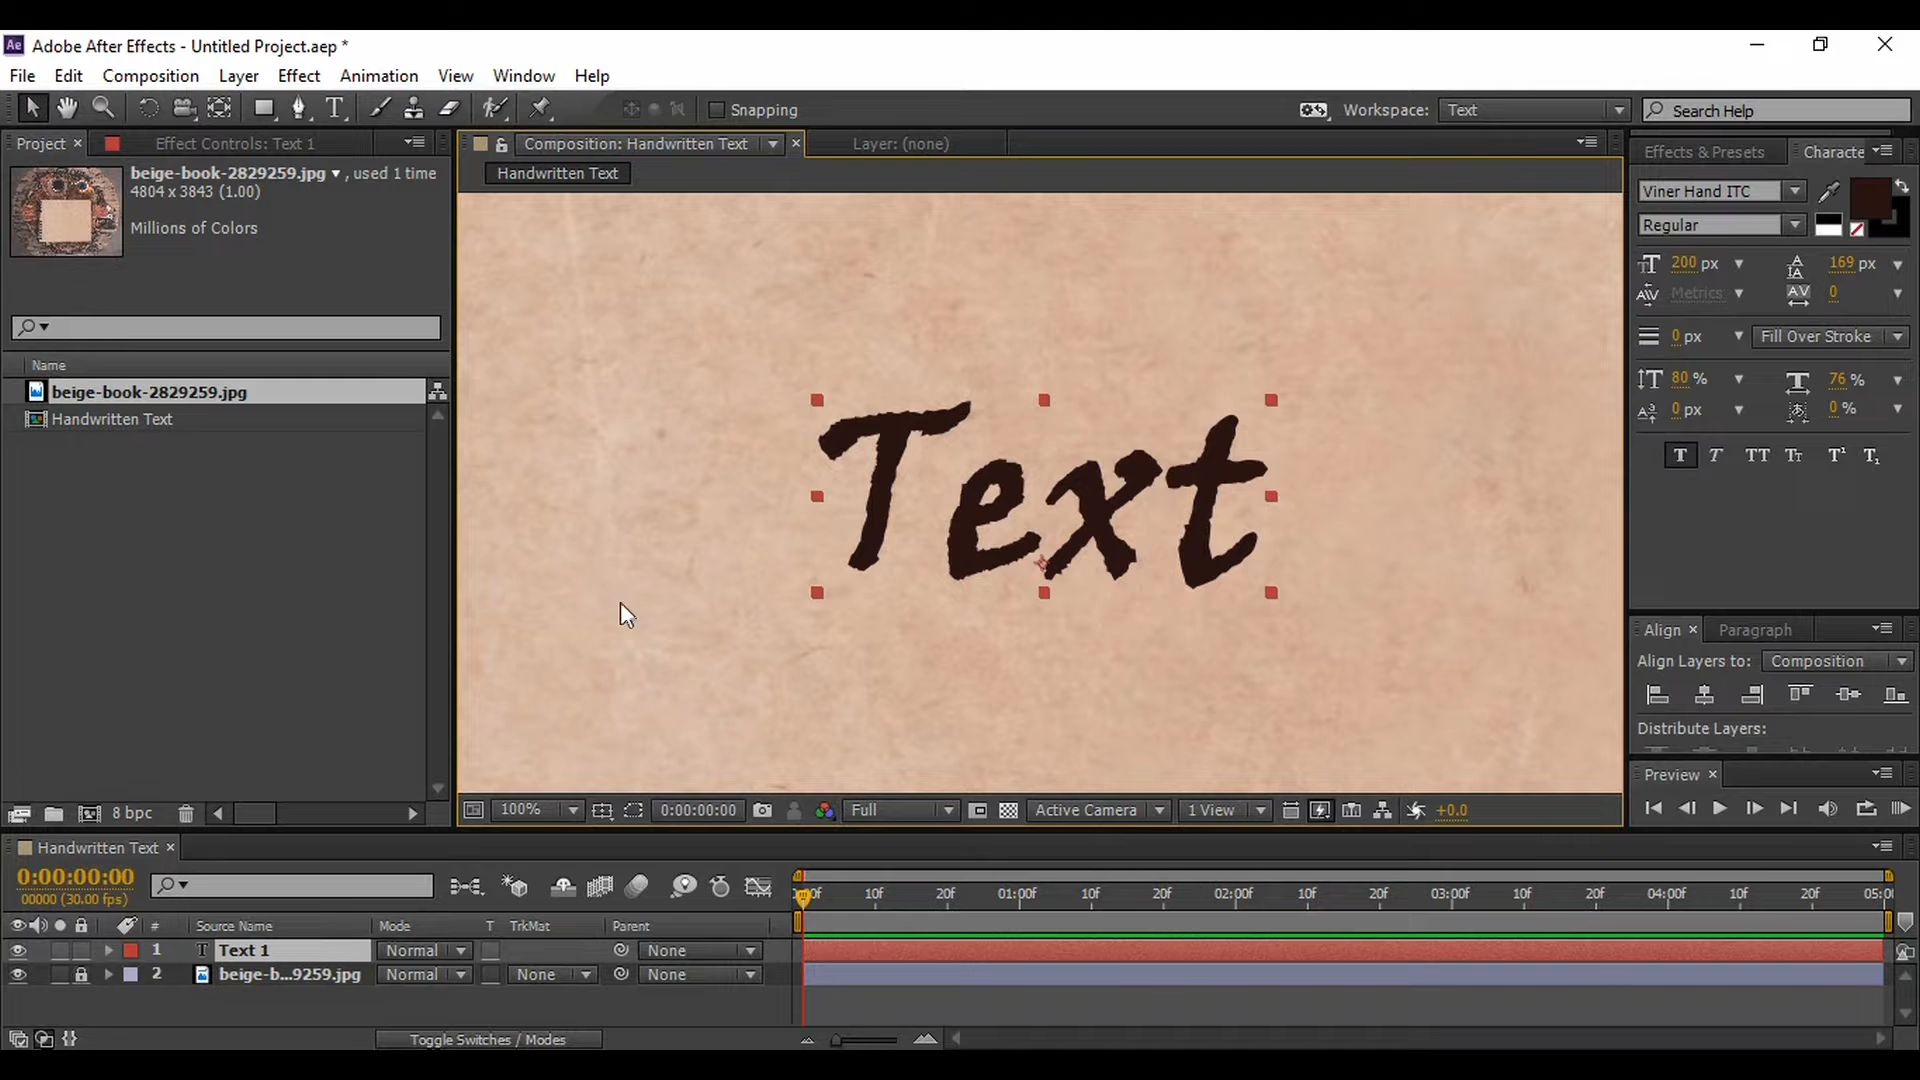 Ae Adobe After Effects - Untitled Project.aep *
File Edit Composition Layer Effect Animation View Window Help
Snapping
Workspace: Text
Search Help
Project × Effect Controls: Text 1
beige-book-2829259.jpg ▾ , used 1 time
4804 x 3843 (1.00)
Millions of Colors
Name
beige-book-2829259.jpg
Handwritten Text
8 bpc
Composition: Handwritten Text
Layer: (none)
Handwritten Text
Text
100%
0:00:00:00
Full
Active Camera
1 View
+0.0
Effects & Presets
Characte
Viner Hand ITC
Regular
200 px
169 px
Metrics
0
0 px
Fill Over Stroke
80 %
76 %
0 px
0 %
T T TT Tт T¹ T₁
Align × Paragraph
Align Layers to: Composition
Distribute Layers:
Preview ×
Handwritten Text ×
0:00:00:00
00000 (30.00 fps)
10f 20f 01:00f 10f 20f 02:00f 10f 20f 03:00f 10f 20f 04:00f 10f 20f
# Source Name Mode T TrkMat Parent
1 T Text 1 Normal None
2 beige-b...9259.jpg Normal None None
Toggle Switches / Modes